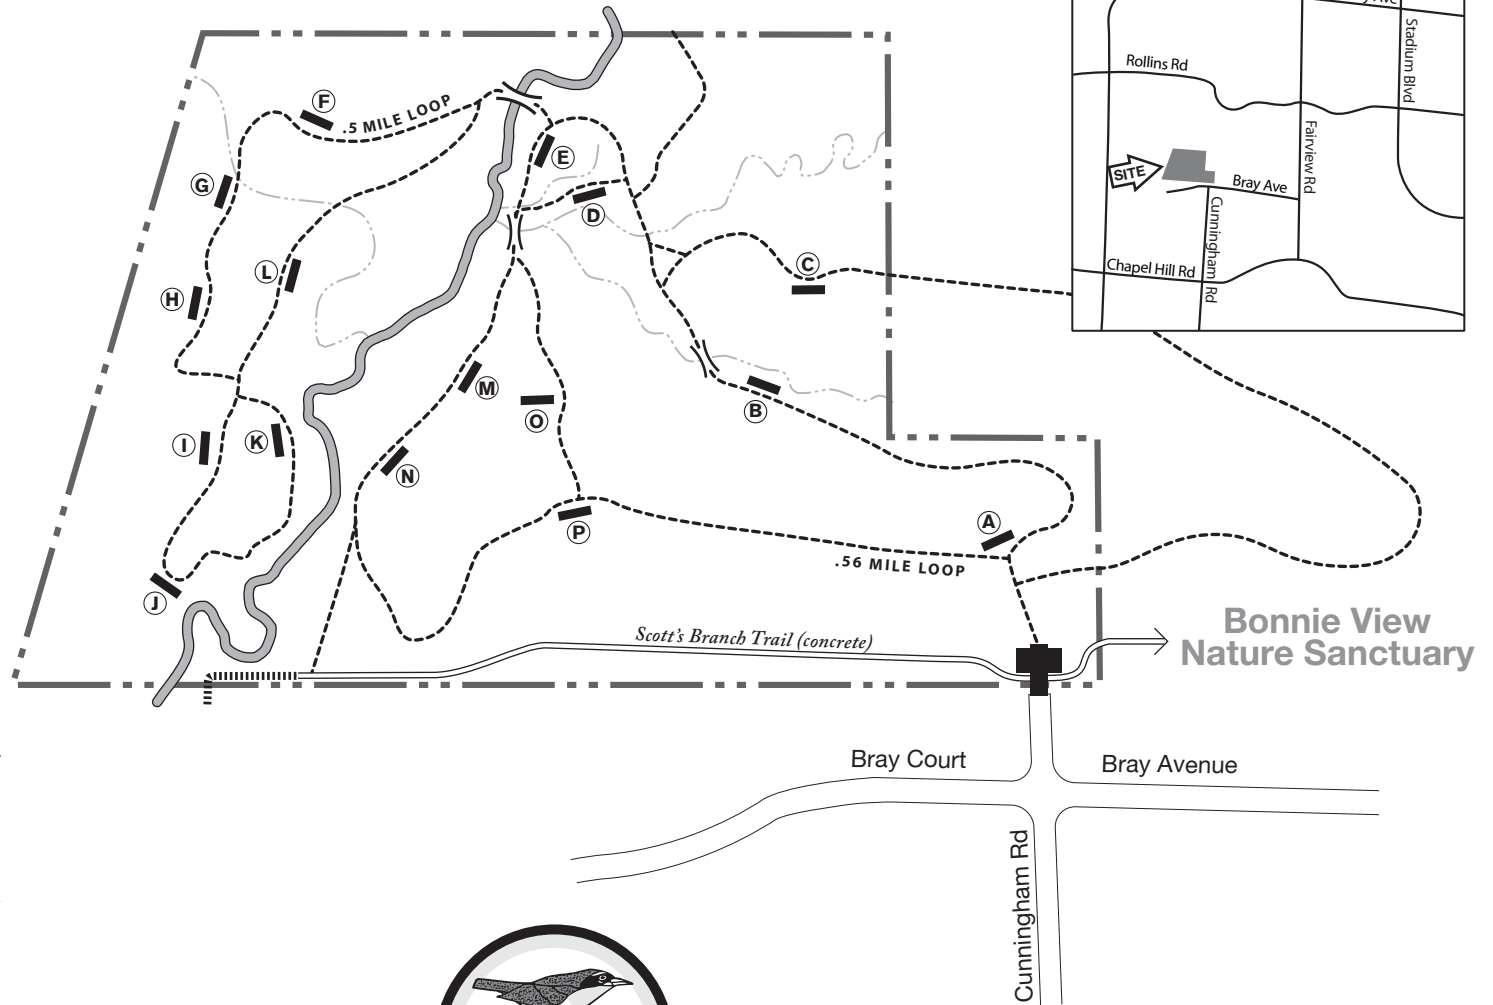 Stadium Blvd
Rollins Rd
Fairview Rd
SITE
Bray Ave
Cunningham Rd
Chapel Hill Rd
F
.5 MILE LOOP
E
G
D
L
C
H
M
B
O
I
K
N
A
P
.56 MILE LOOP
J
Scott's Branch Trail (concrete)
Bonnie View
Nature Sanctuary
Bray Court
Bray Avenue
Cunningham Rd